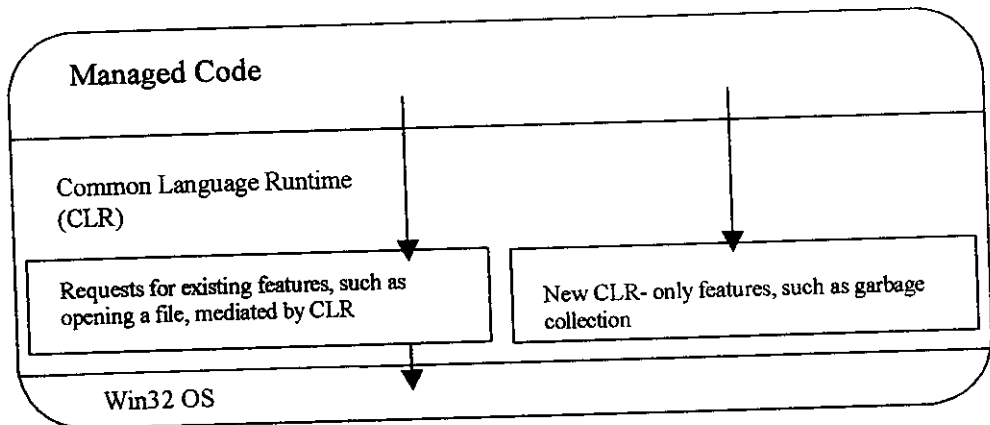 Managed Code
Common Language Runtime
(CLR)
Requests for existing features, such as
opening a file, mediated by CLR
New CLR- only features, such as garbage
collection
Win32 OS